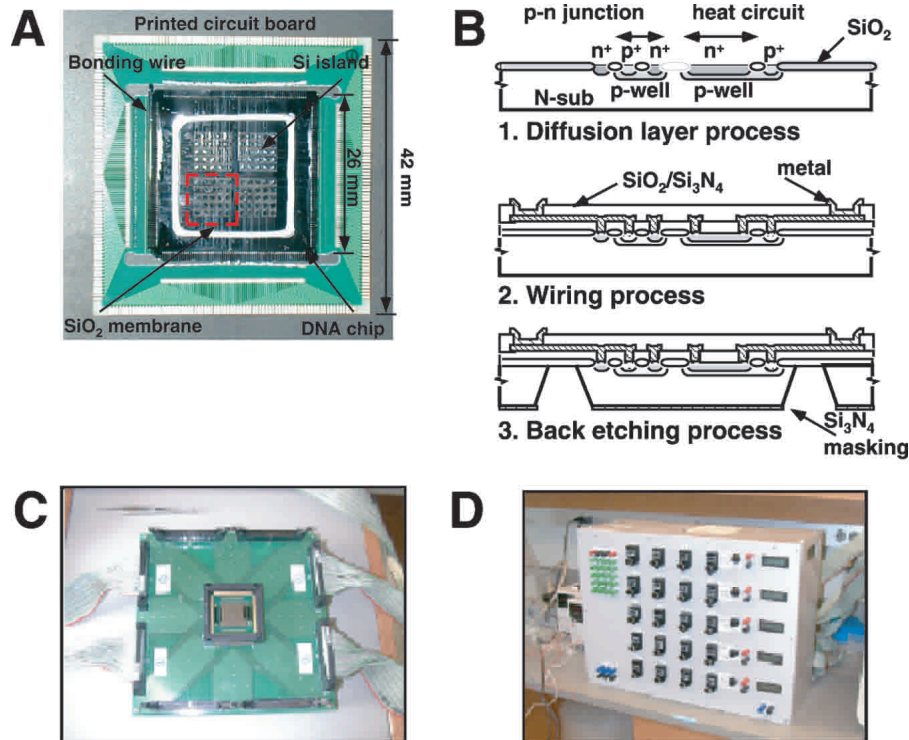 A
Printed circuit board
Bonding wire
Si island
26 mm
42 mm
SiO2 membrane
DNA chip
B
p-n junction
heat circuit
n+ p+ n+ n+ p+
SiO2
p-well p-well
N-sub
1. Diffusion layer process
SiO2/Si3N4
metal
2. Wiring process
Si3N4
masking
3. Back etching process
C
D